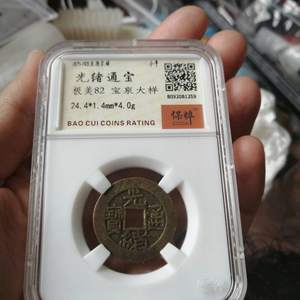 光绪通宝
极美82 宝泉大样
24.4*1.4mm*4.0g
BAO CUI COINS RATING
保粹
光緒通寶